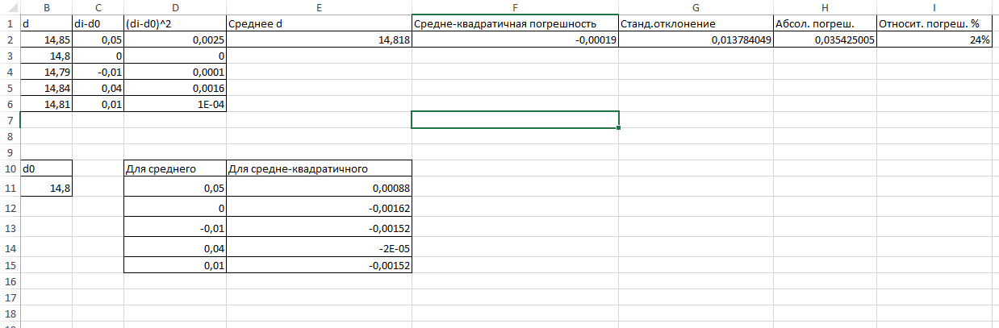 B C D E F G H I
1 d di-d0 (di-d0)^2 Среднее d Средне-квадратичная погрешность Станд.отклонение Абсол. погреш. Относит. погреш. %
2 14,85 0,05 0,0025 14,818 -0,00019 0,013784049 0,035425005 24%
3 14,8 0 0
4 14,79 -0,01 0,0001
5 14,84 0,04 0,0016
6 14,81 0,01 1E-04
7
8
9
10 d0 Для среднего Для средне-квадратичного
11 14,8 0,05 0,00088
12 0 -0,00162
13 -0,01 -0,00152
14 0,04 -2E-05
15 0,01 -0,00152
16
17
18